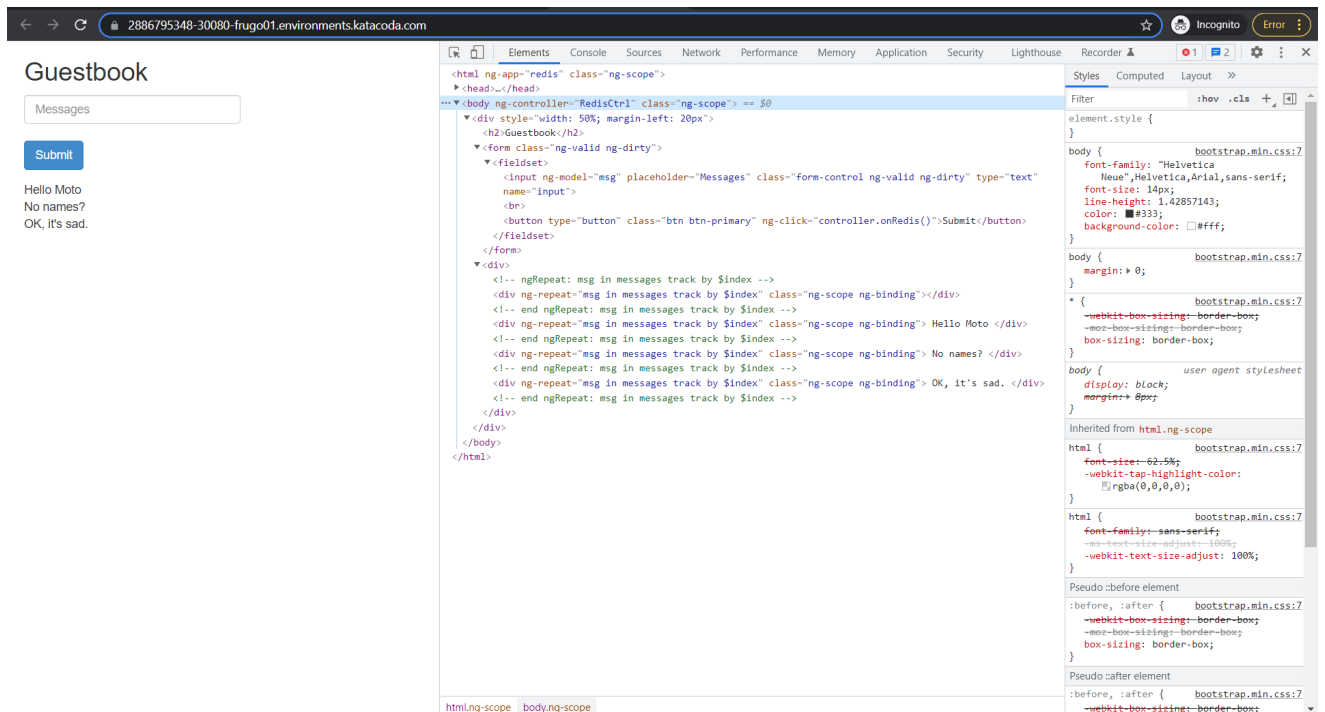 2886795348-30080-frugo01.environments.katacoda.com
Incognito
Error
Guestbook
Messages
Submit
Hello Moto
No names?
OK, it's sad.
Elements Console Sources Network Performance Memory Application Security Lighthouse Recorder 1 2
<html ng-app="redis" class="ng-scope">
<head>…</head>
<body ng-controller="RedisCtrl" class="ng-scope"> == $0
<div style="width: 50%; margin-left: 20px">
<h2>Guestbook</h2>
<form class="ng-valid ng-dirty">
<fieldset>
<input ng-model="msg" placeholder="Messages" class="form-control ng-valid ng-dirty" type="text"
name="input">
<br>
<button type="button" class="btn btn-primary" ng-click="controller.onRedis()">Submit</button>
</fieldset>
</form>
<div>
<!-- ngRepeat: msg in messages track by $index -->
<div ng-repeat="msg in messages track by $index" class="ng-scope ng-binding"></div>
<!-- end ngRepeat: msg in messages track by $index -->
<div ng-repeat="msg in messages track by $index" class="ng-scope ng-binding"> Hello Moto </div>
<!-- end ngRepeat: msg in messages track by $index -->
<div ng-repeat="msg in messages track by $index" class="ng-scope ng-binding"> No names? </div>
<!-- end ngRepeat: msg in messages track by $index -->
<div ng-repeat="msg in messages track by $index" class="ng-scope ng-binding"> OK, it's sad. </div>
<!-- end ngRepeat: msg in messages track by $index -->
</div>
</div>
</body>
</html>
html.ng-scope body.ng-scope
Styles Computed Layout
Filter :hov .cls
element.style {
}
body { bootstrap.min.css:7
font-family: "Helvetica
Neue",Helvetica,Arial,sans-serif;
font-size: 14px;
line-height: 1.42857143;
color: #333;
background-color: #fff;
}
body { bootstrap.min.css:7
margin: 0;
}
* { bootstrap.min.css:7
-webkit-box-sizing: border-box;
-moz-box-sizing: border-box;
box-sizing: border-box;
}
body { user agent stylesheet
display: block;
margin: 8px;
}
Inherited from html.ng-scope
html { bootstrap.min.css:7
font-size: 62.5%;
-webkit-tap-highlight-color:
rgba(0,0,0,0);
}
html { bootstrap.min.css:7
font-family: sans-serif;
-ms-text-size-adjust: 100%;
-webkit-text-size-adjust: 100%;
}
Pseudo ::before element
:before, :after { bootstrap.min.css:7
-webkit-box-sizing: border-box;
-moz-box-sizing: border-box;
box-sizing: border-box;
}
Pseudo ::after element
:before, :after { bootstrap.min.css:7
-webkit-box-sizing: border-box;